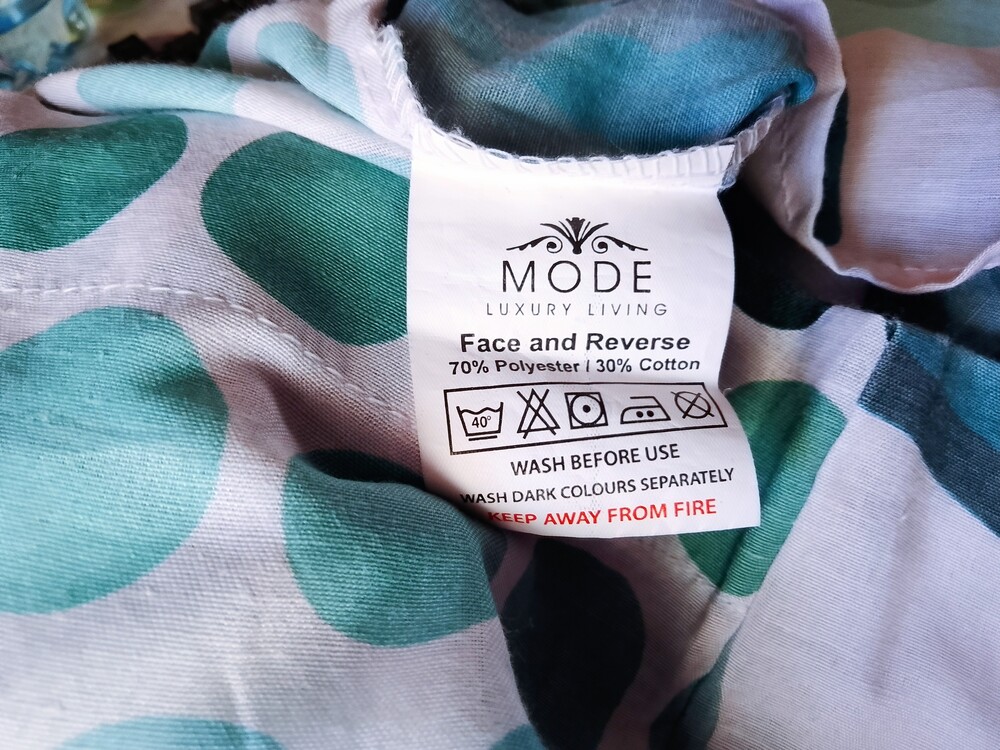 MODE
LUXURY LIVING
Face and Reverse
70% Polyester / 30% Cotton
40°
WASH BEFORE USE
WASH DARK COLOURS SEPARATELY
KEEP AWAY FROM FIRE